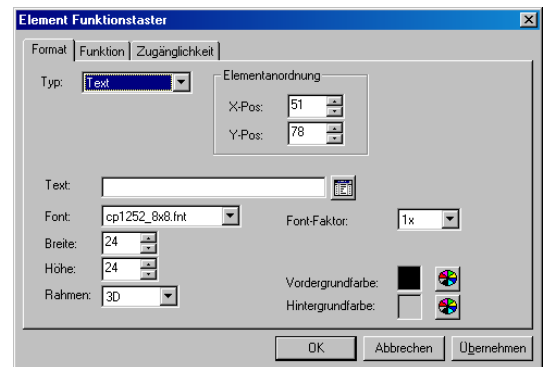 Element Funktionstaster
Format Funktion Zugänglichkeit
Typ: Text
Elementanordnung
X-Pos: 51
Y-Pos: 78
Text:
Font: cp1252_8x8.fnt Font-Faktor: 1x
Breite: 24
Höhe: 24
Rahmen: 3D
Vordergrundfarbe:
Hintergrundfarbe:
OK Abbrechen Übernehmen